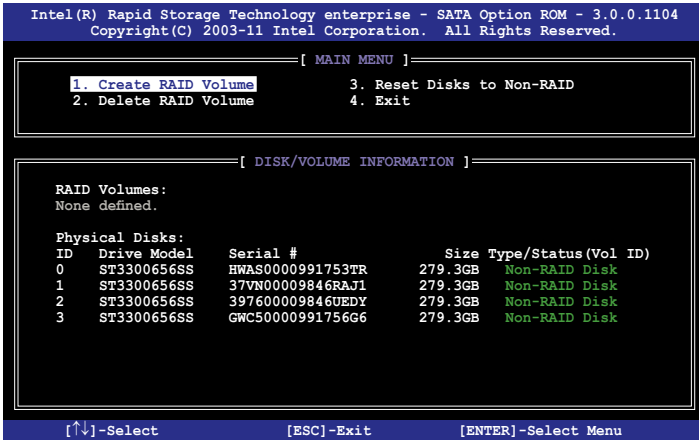 Intel(R) Rapid Storage Technology enterprise - SATA Option ROM - 3.0.0.1104
Copyright(C) 2003-11 Intel Corporation. All Rights Reserved.
[ MAIN MENU ]
1. Create RAID Volume 3. Reset Disks to Non-RAID
2. Delete RAID Volume 4. Exit
[ DISK/VOLUME INFORMATION ]
RAID Volumes:
None defined.
Physical Disks:
ID Drive Model Serial # Size Type/Status(Vol ID)
0 ST3300656SS HWAS0000991753TR 279.3GB Non-RAID Disk
1 ST3300656SS 37VN00009846RAJ1 279.3GB Non-RAID Disk
2 ST3300656SS 397600009846UEDY 279.3GB Non-RAID Disk
3 ST3300656SS GWC50000991756G6 279.3GB Non-RAID Disk
[↑↓]-Select [ESC]-Exit [ENTER]-Select Menu